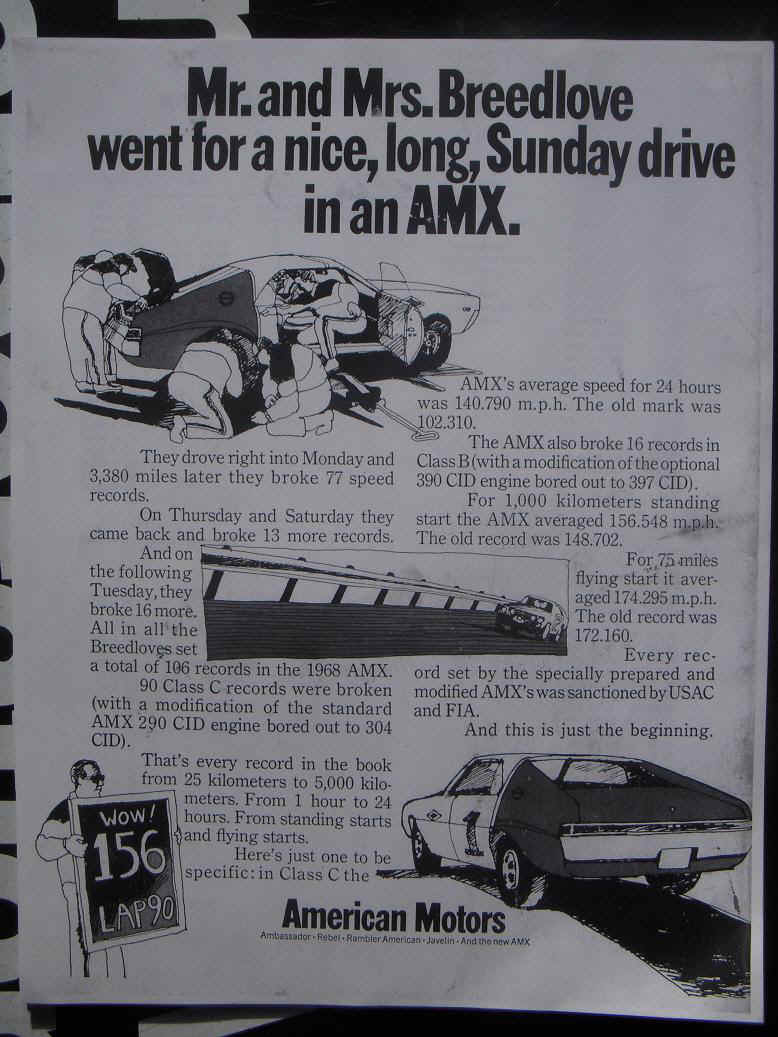 Mr. and Mrs. Breedlove
went for a nice, long, Sunday drive
in an AMX.
They drove right into Monday and
3,380 miles later they broke 77 speed
records.
On Thursday and Saturday they
came back and broke 13 more records.
And on
the following
Tuesday, they
broke 16 more.
All in all the
Breedloves set
a total of 106 records in the 1968 AMX.
90 Class C records were broken
(with a modification of the standard
AMX 290 CID engine bored out to 304
CID).
That's every record in the book
from 25 kilometers to 5,000 kilo-
meters. From 1 hour to 24
hours. From standing starts
and flying starts.
Here's just one to be
specific: in Class C the
AMX's average speed for 24 hours
was 140.790 m.p.h. The old mark was
102.310.
The AMX also broke 16 records in
Class B (with a modification of the optional
390 CID engine bored out to 397 CID).
For 1,000 kilometers standing
start the AMX averaged 156.548 m.p.h.
The old record was 148.702.
For 75 miles
flying start it aver-
aged 174.295 m.p.h.
The old record was
172.160.
Every rec-
ord set by the specially prepared and
modified AMX's was sanctioned by USAC
and FIA.
And this is just the beginning.
WOW!
156
LAP 90
1
American Motors
Ambassador • Rebel • Rambler American • Javelin • And the new AMX